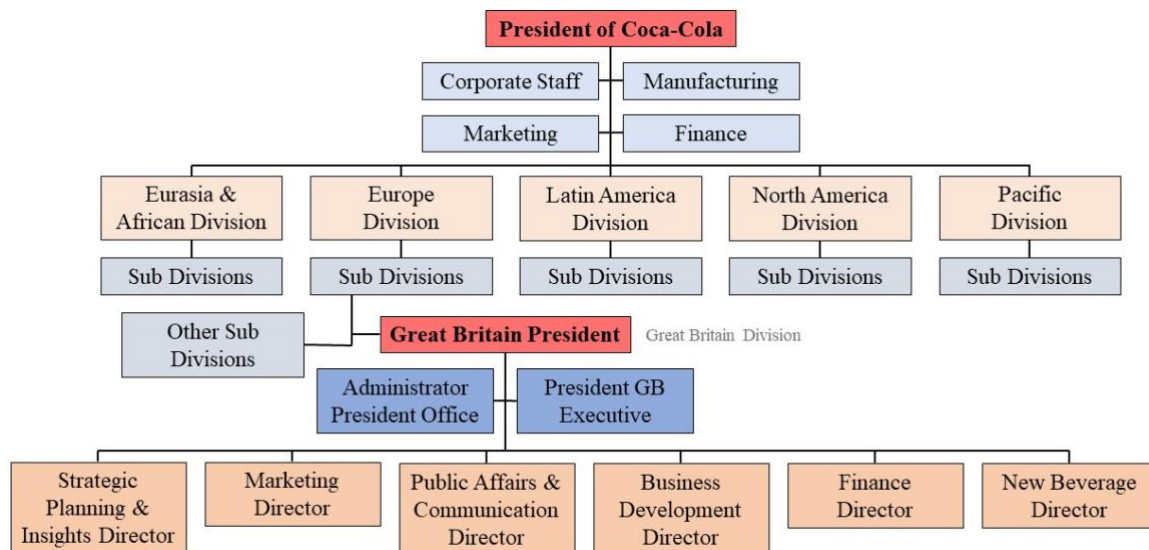 President of Coca-Cola
Corporate Staff
Manufacturing
Marketing
Finance
Eurasia &
African Division
Europe
Division
Latin America
Division
North America
Division
Pacific
Division
Sub Divisions
Sub Divisions
Sub Divisions
Sub Divisions
Sub Divisions
Other Sub
Divisions
Great Britain President
Great Britain Division
Administrator
President Office
President GB
Executive
Strategic
Planning &
Insights Director
Marketing
Director
Public Affairs &
Communication
Director
Business
Development
Director
Finance
Director
New Beverage
Director